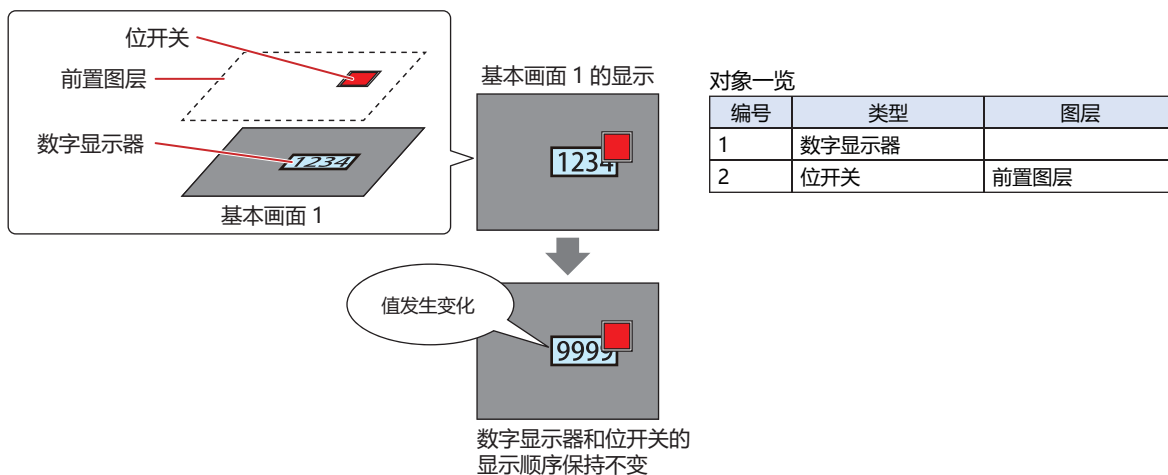 位开关
前置图层
数字显示器
1234
基本画面 1
基本画面 1 的显示
1234
值发生变化
9999
数字显示器和位开关的
显示顺序保持不变
对象一览
编号 类型 图层
1 数字显示器
2 位开关 前置图层